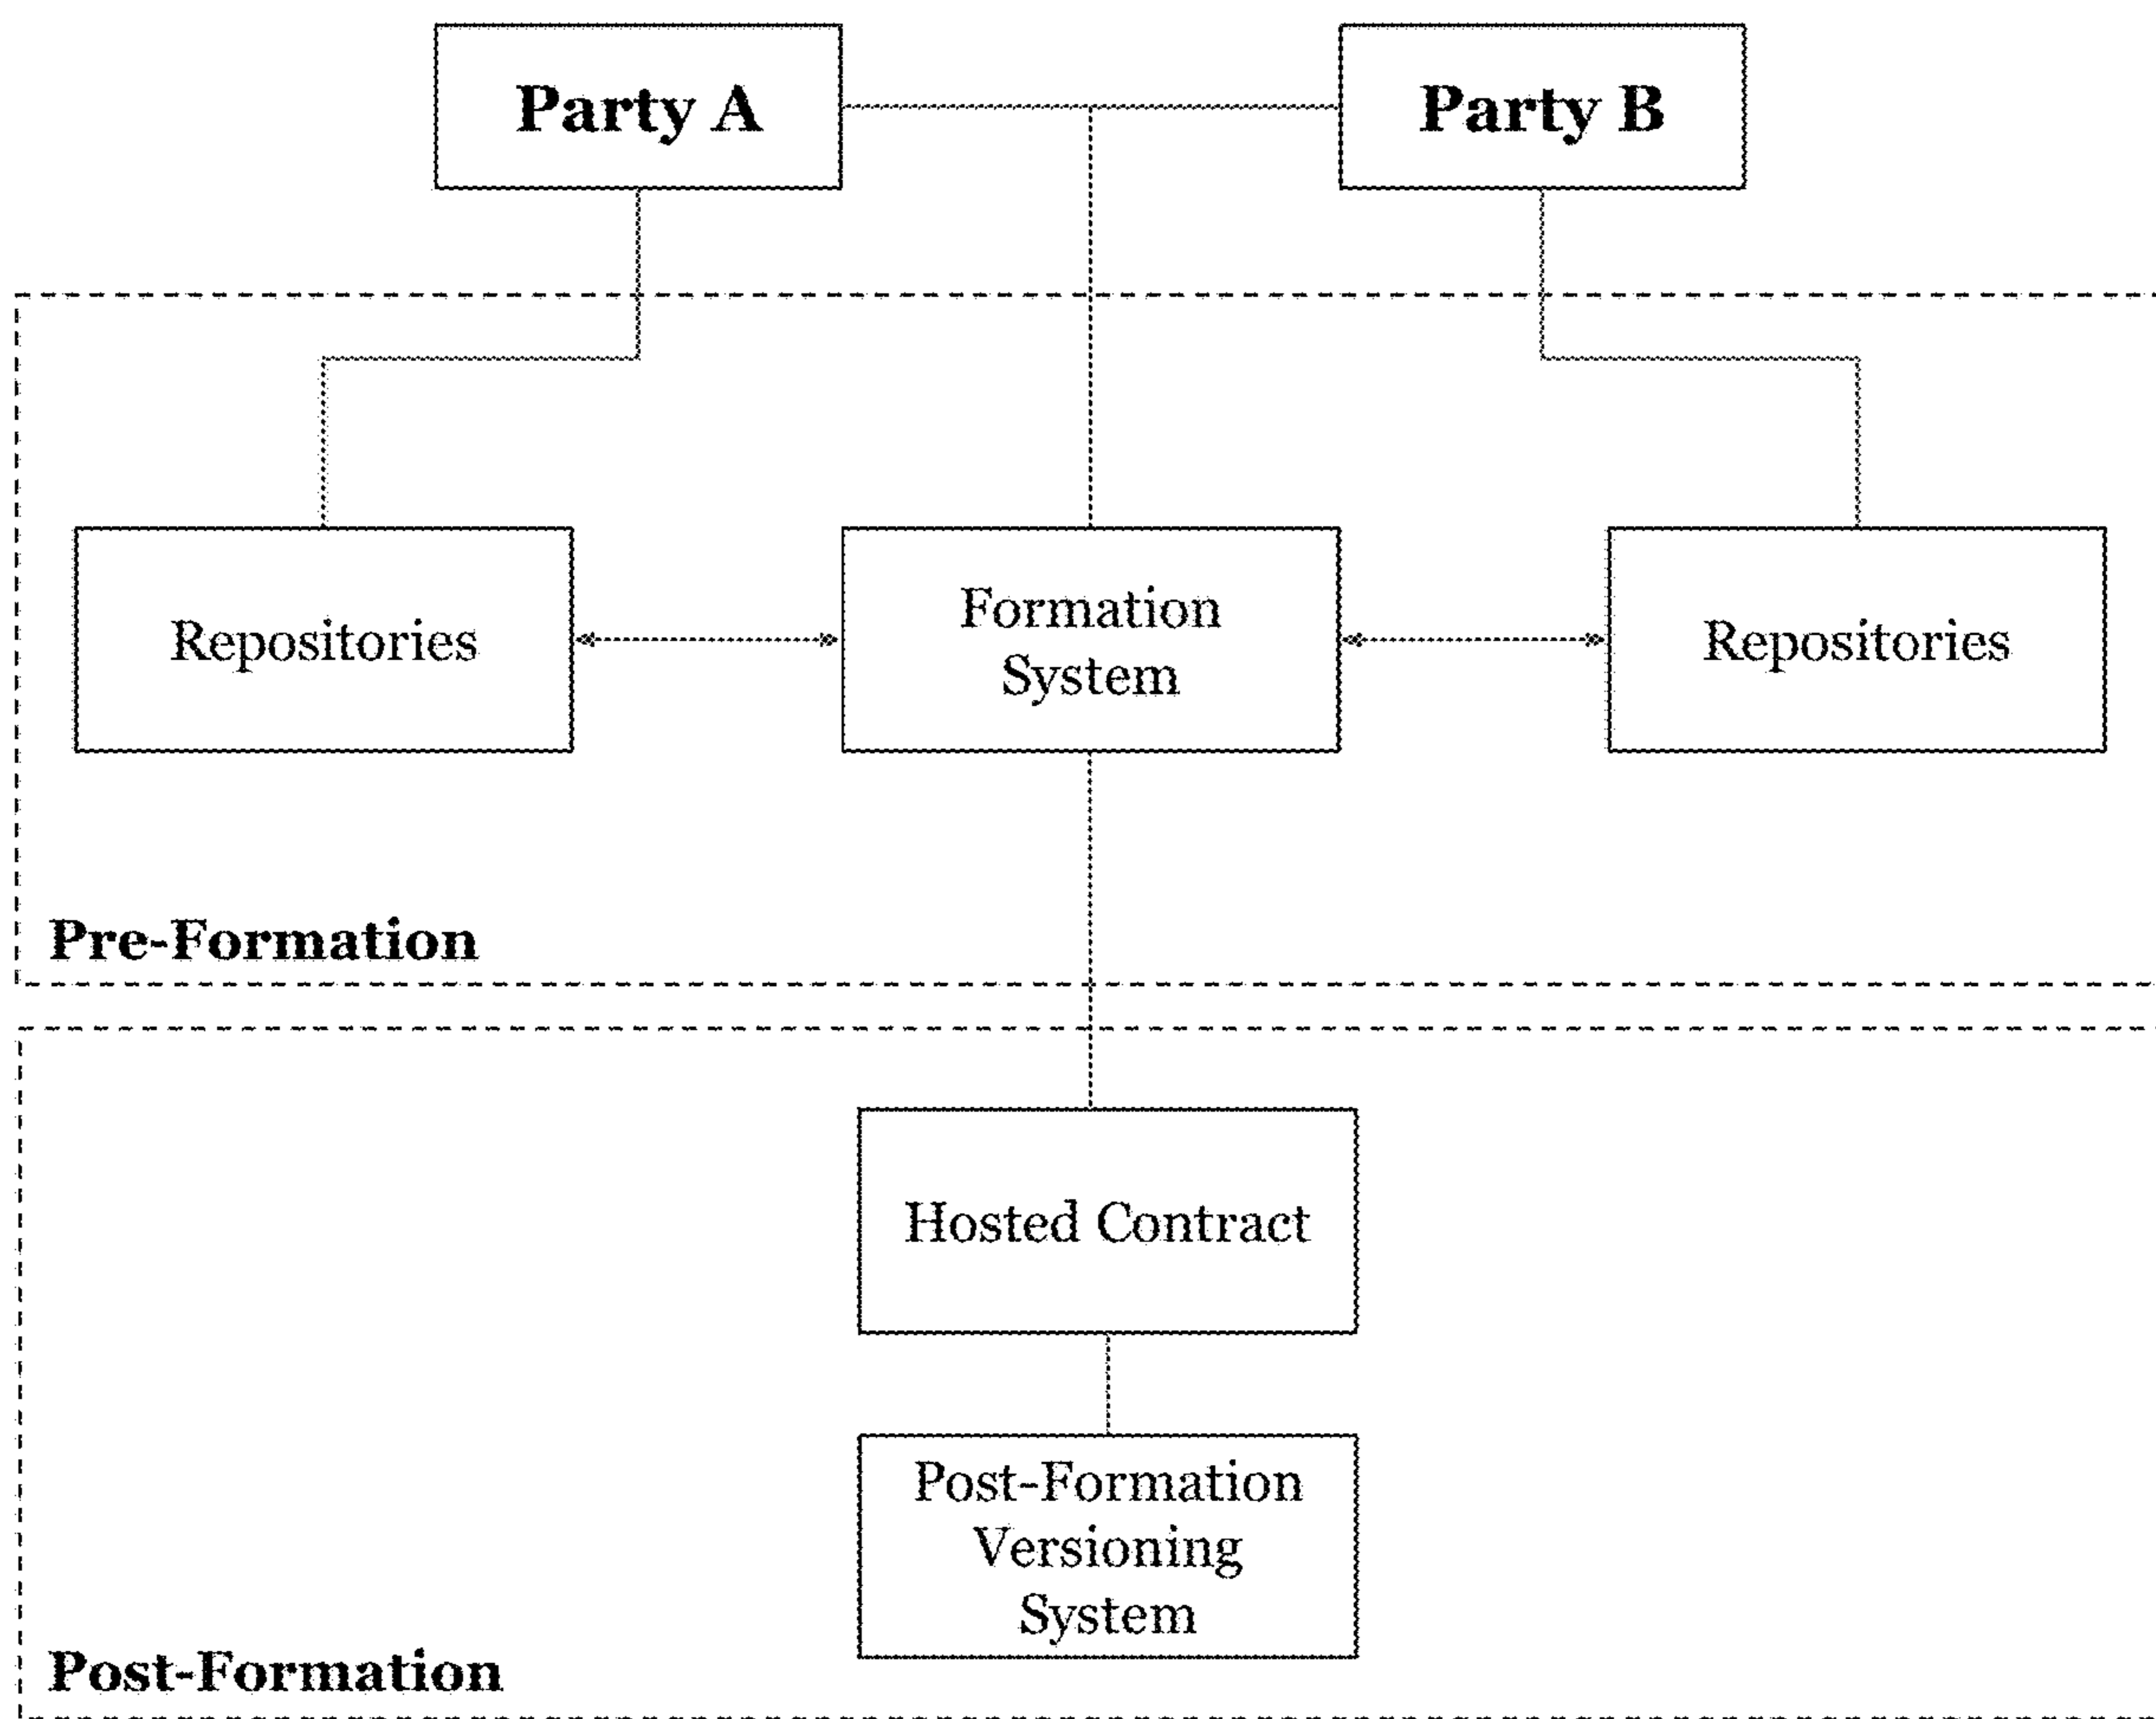 Party A
Party B
Repositories
Formation
System
Repositories
Pre-Formation
Hosted Contract
Post-Formation
Versioning
System
Post-Formation